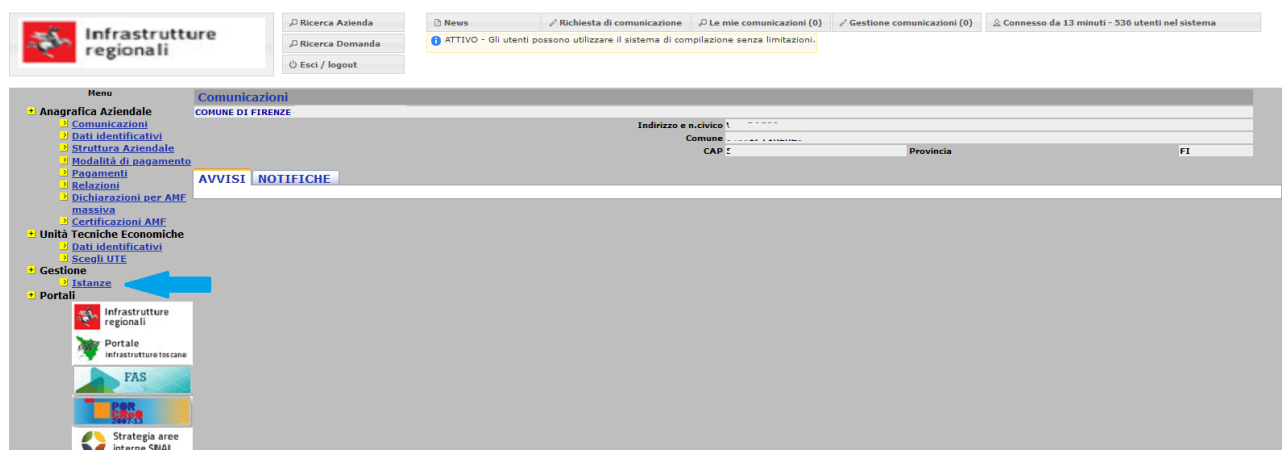 Infrastrutture
regionali
Ricerca Azienda
Ricerca Domanda
Esci / logout
News
Richiesta di comunicazione
Le mie comunicazioni (0)
Gestione comunicazioni (0)
Connesso da 13 minuti - 536 utenti nel sistema
ATTIVO - Gli utenti possono utilizzare il sistema di compilazione senza limitazioni.
Menu
Anagrafica Aziendale
Comunicazioni
Dati identificativi
Struttura Aziendale
Modalità di pagamento
Pagamenti
Relazioni
Dichiarazioni per AMF
massiva
Certificazioni AMF
Unità Tecniche Economiche
Dati identificativi
Scegli UTE
Gestione
Istanze
Portali
Infrastrutture
regionali
Portale
infrastrutture toscane
FAS
POR
CReO
2007-13
Strategia aree
interne SNAI
Comunicazioni
COMUNE DI FIRENZE
Indirizzo e n.civico
Comune
CAP
Provincia
FI
AVVISI
NOTIFICHE